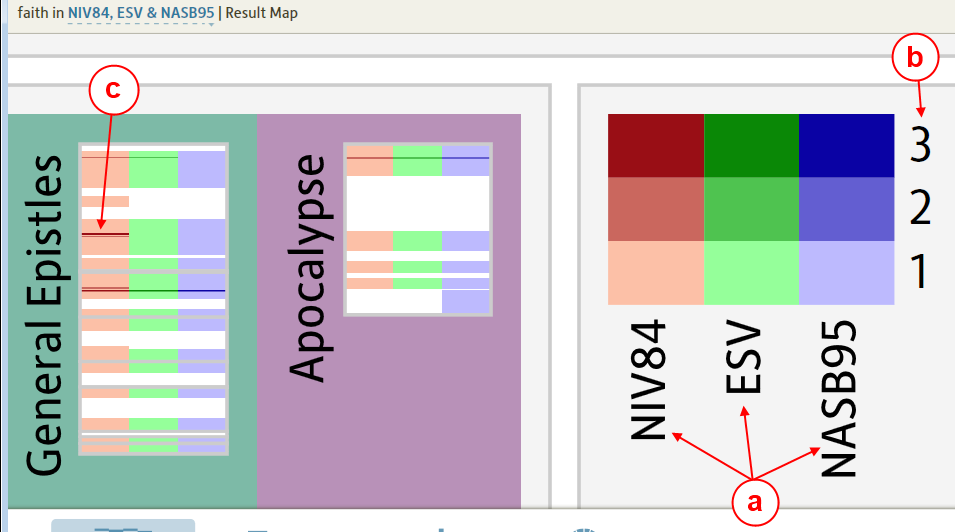 faith in NIV84, ESV & NASB95 | Result Map
c
b
General Epistles
Apocalypse
3
2
1
NIV84
ESV
NASB95
a